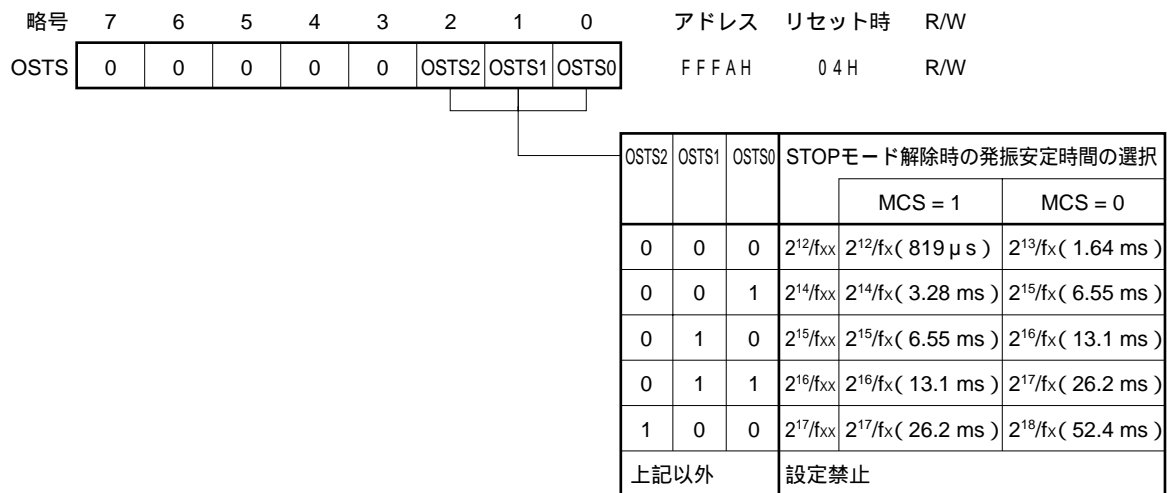 略号 7 6 5 4 3 2 1 0 アドレス リセット時 R/W
OSTS 0 0 0 0 0 OSTS2 OSTS1 OSTS0 FFFAH 04H R/W
OSTS2 OSTS1 OSTS0 STOPモード解除時の発振安定時間の選択
MCS = 1 MCS = 0
0 0 0 2¹²/fxx 2¹²/fx(819 μs) 2¹³/fx(1.64 ms)
0 0 1 2¹⁴/fxx 2¹⁴/fx(3.28 ms) 2¹⁵/fx(6.55 ms)
0 1 0 2¹⁵/fxx 2¹⁵/fx(6.55 ms) 2¹⁶/fx(13.1 ms)
0 1 1 2¹⁶/fxx 2¹⁶/fx(13.1 ms) 2¹⁷/fx(26.2 ms)
1 0 0 2¹⁷/fxx 2¹⁷/fx(26.2 ms) 2¹⁸/fx(52.4 ms)
上記以外 設定禁止